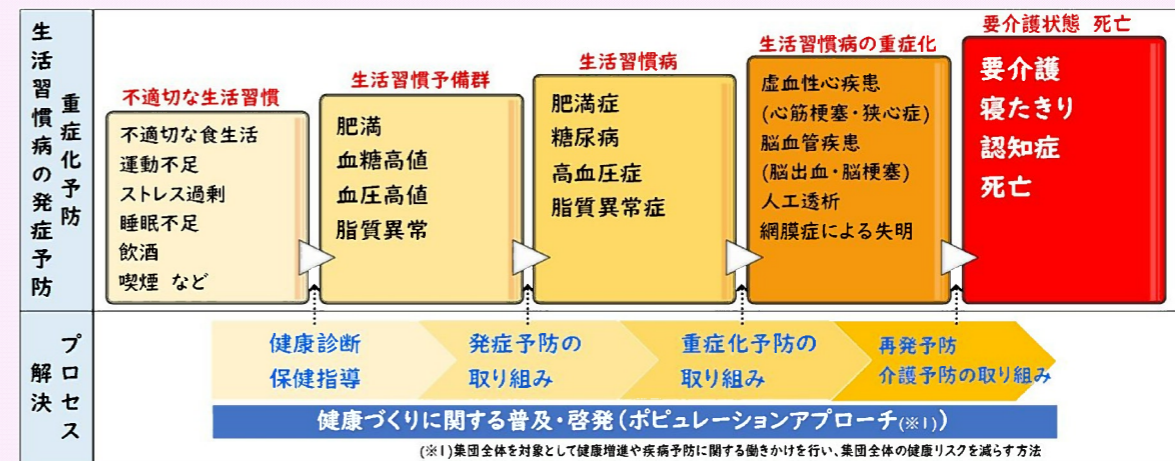 生活習慣病の発症予防
重症化予防
不適切な生活習慣
不適切な食生活
運動不足
ストレス過剰
睡眠不足
飲酒
喫煙 など
生活習慣予備群
肥満
血糖高値
血圧高値
脂質異常
生活習慣病
肥満症
糖尿病
高血圧症
脂質異常症
生活習慣病の重症化
虚血性心疾患
(心筋梗塞・狭心症)
脳血管疾患
(脳出血・脳梗塞)
人工透析
網膜症による失明
要介護状態 死亡
要介護
寝たきり
認知症
死亡
解決
プロセス
健康診断
保健指導
発症予防の
取り組み
重症化予防の
取り組み
再発予防
介護予防の取り組み
健康づくりに関する普及・啓発(ポピュレーションアプローチ(※1))
(※1)集団全体を対象として健康増進や疾病予防に関する働きかけを行い、集団全体の健康リスクを減らす方法